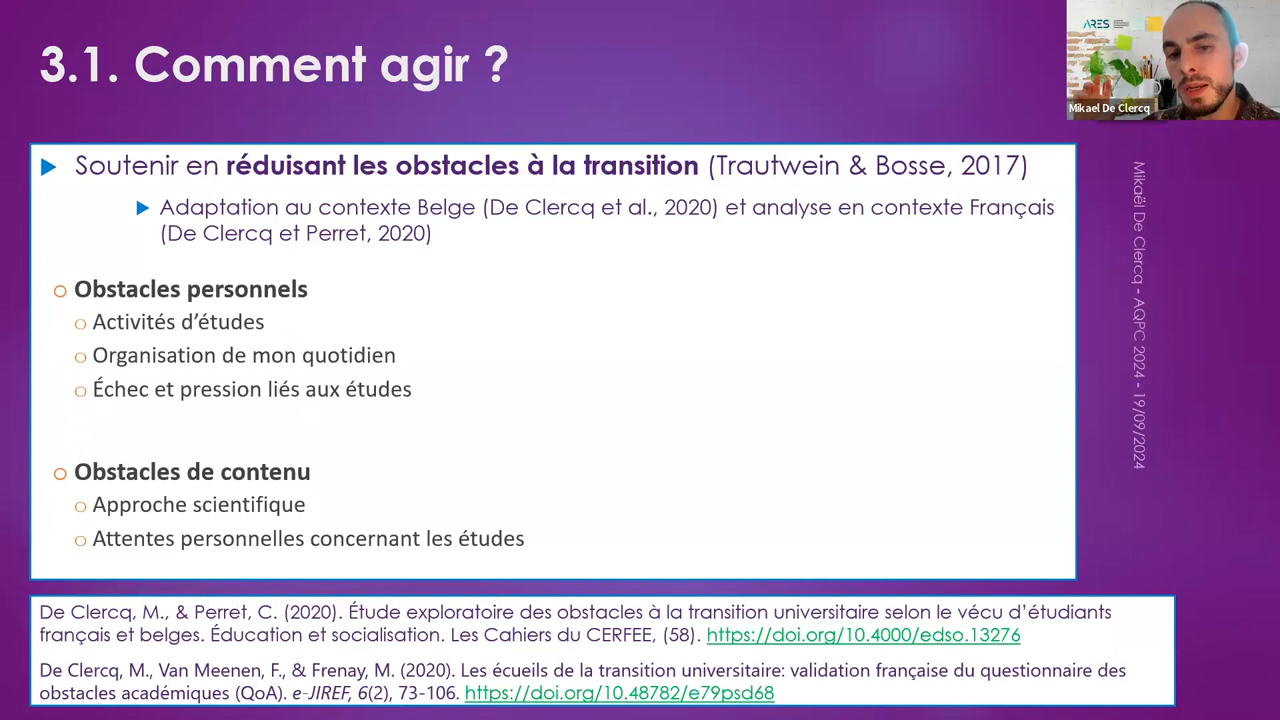 3.1. Comment agir ?
ARES
Mikael De Clercq
Soutenir en réduisant les obstacles à la transition (Trautwein & Bosse, 2017)
Adaptation au contexte Belge (De Clercq et al., 2020) et analyse en contexte Français
(De Clercq et Perret, 2020)
Obstacles personnels
Activités d’études
Organisation de mon quotidien
Échec et pression liés aux études
Obstacles de contenu
Approche scientifique
Attentes personnelles concernant les études
Mikaël De Clercq - AQPC 2024 - 19/09/2024
De Clercq, M., & Perret, C. (2020). Étude exploratoire des obstacles à la transition universitaire selon le vécu d’étudiants
français et belges. Éducation et socialisation. Les Cahiers du CERFEE, (58). https://doi.org/10.4000/edso.13276
De Clercq, M., Van Meenen, F., & Frenay, M. (2020). Les écueils de la transition universitaire: validation française du questionnaire des
obstacles académiques (QoA). e-JIREF, 6(2), 73-106. https://doi.org/10.48782/e79psd68